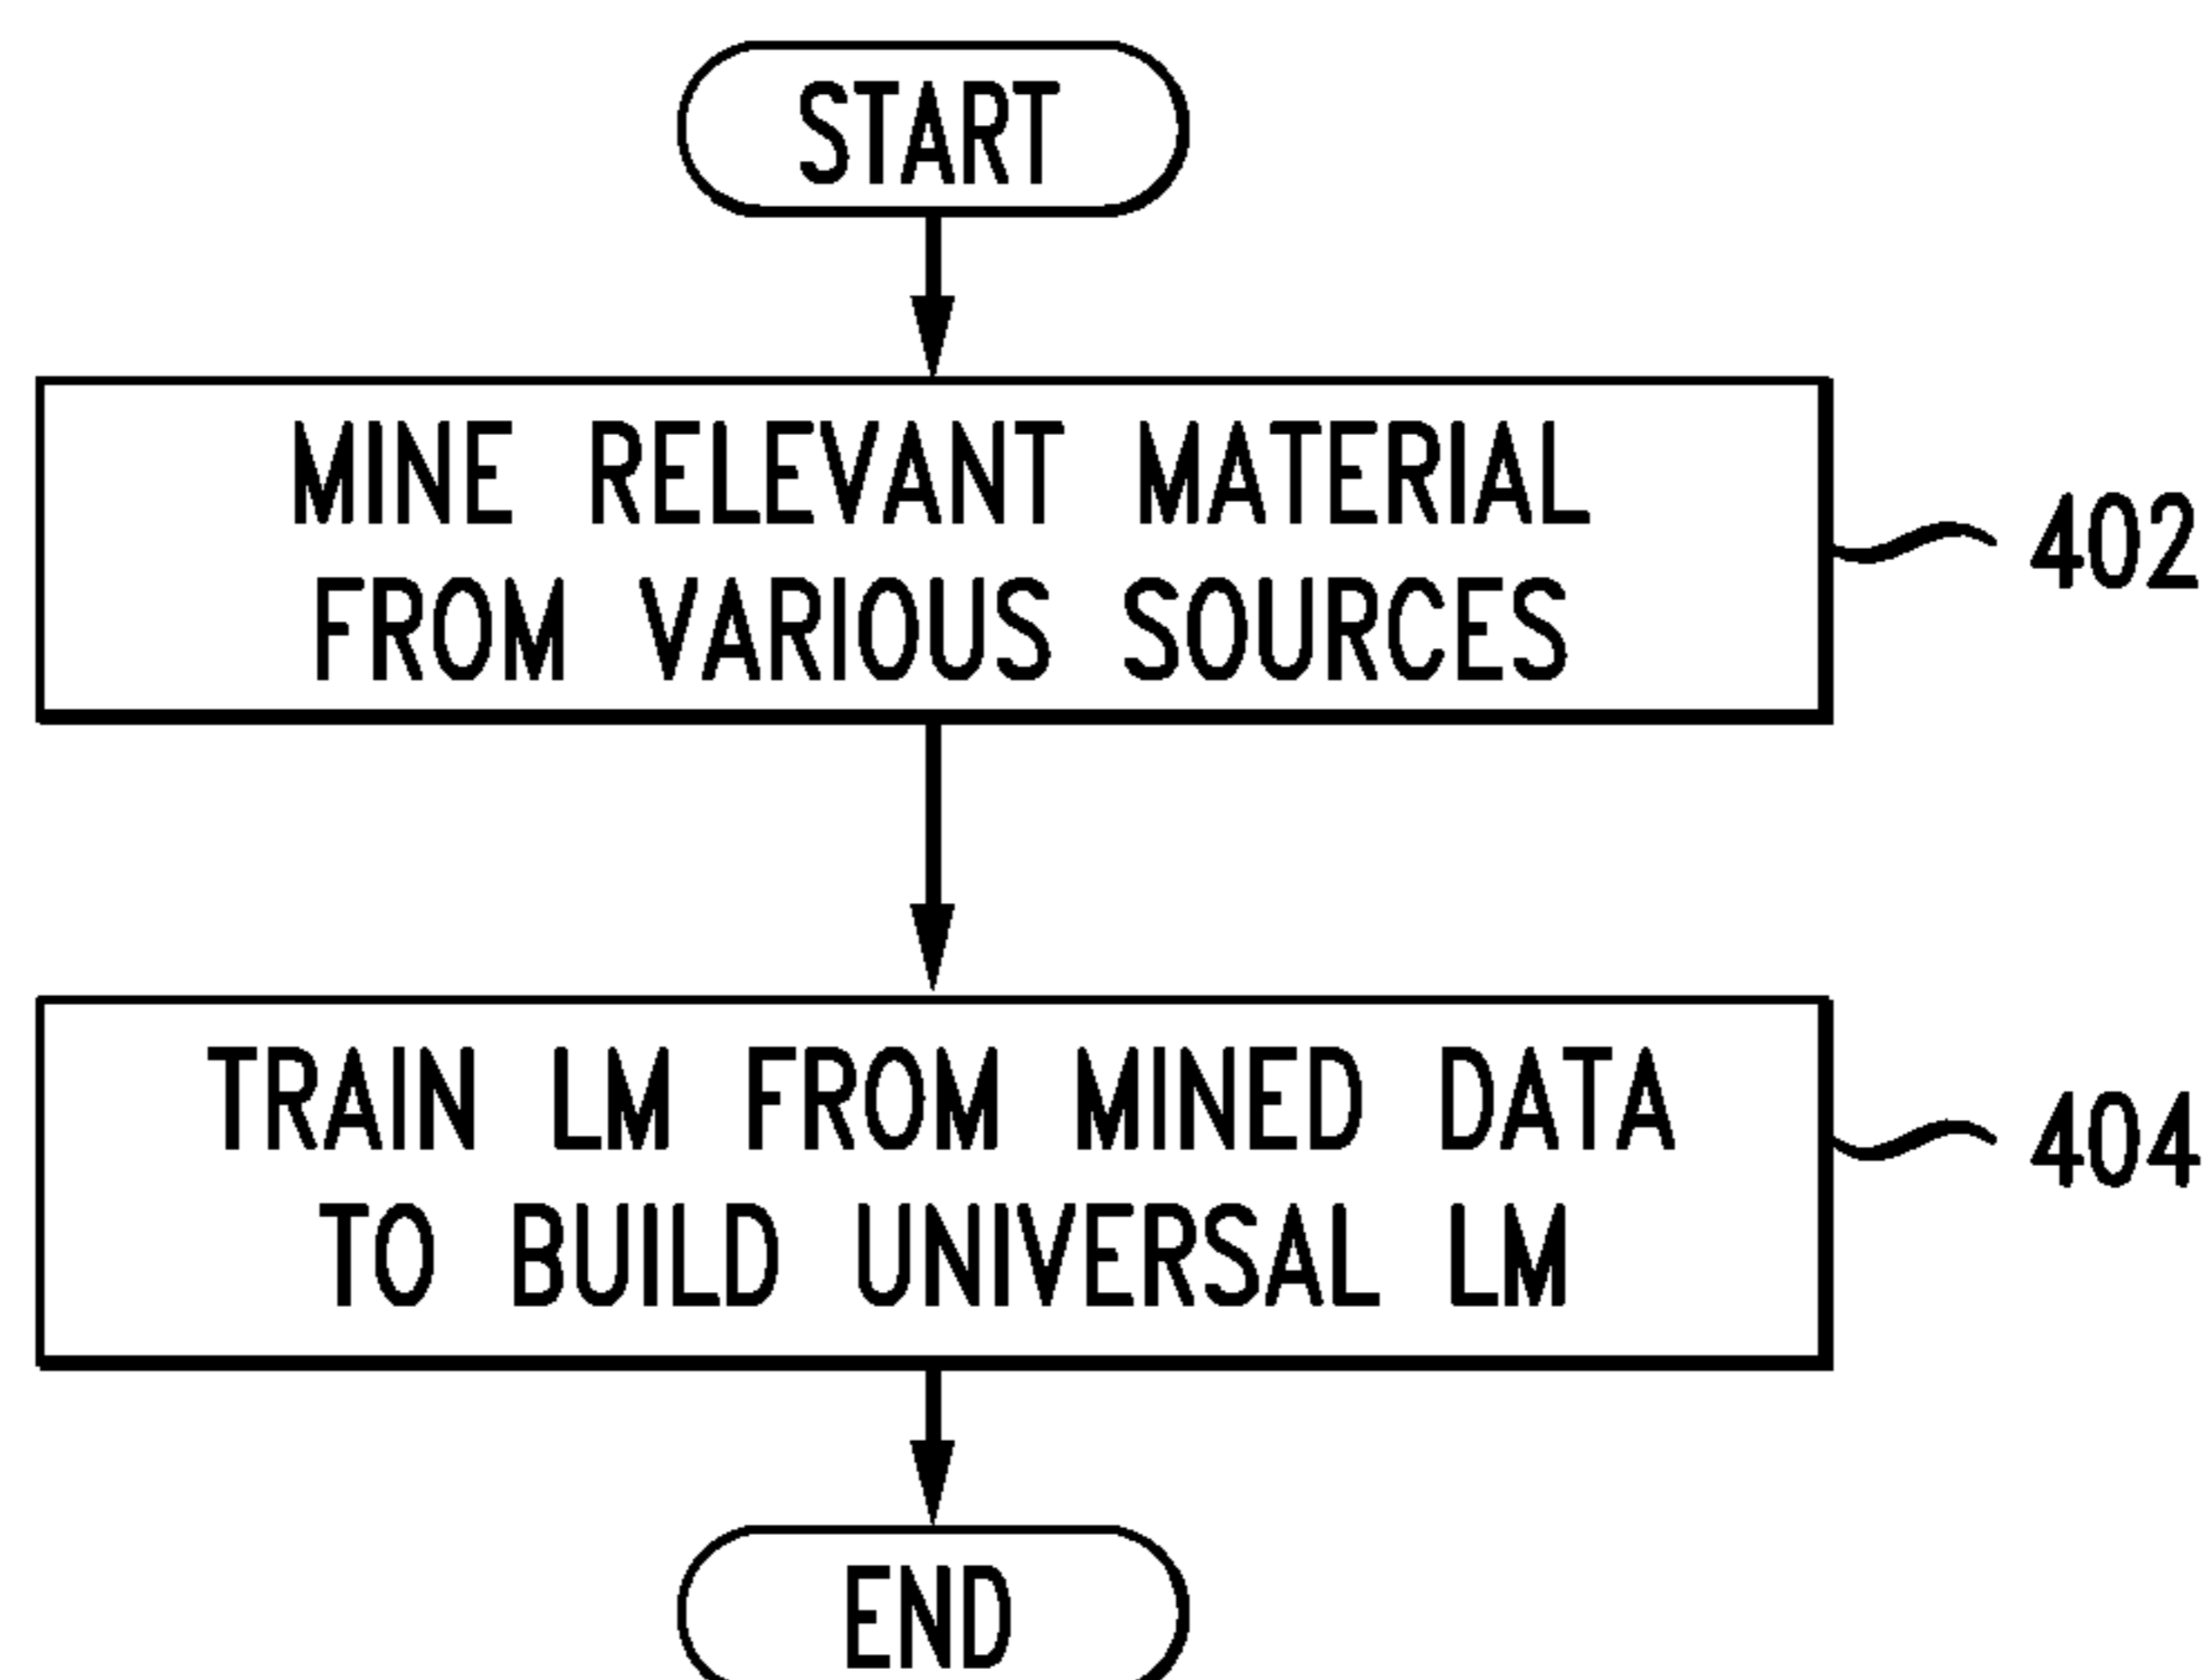 START
MINE RELEVANT MATERIAL
FROM VARIOUS SOURCES
402
TRAIN LM FROM MINED DATA
TO BUILD UNIVERSAL LM
404
END